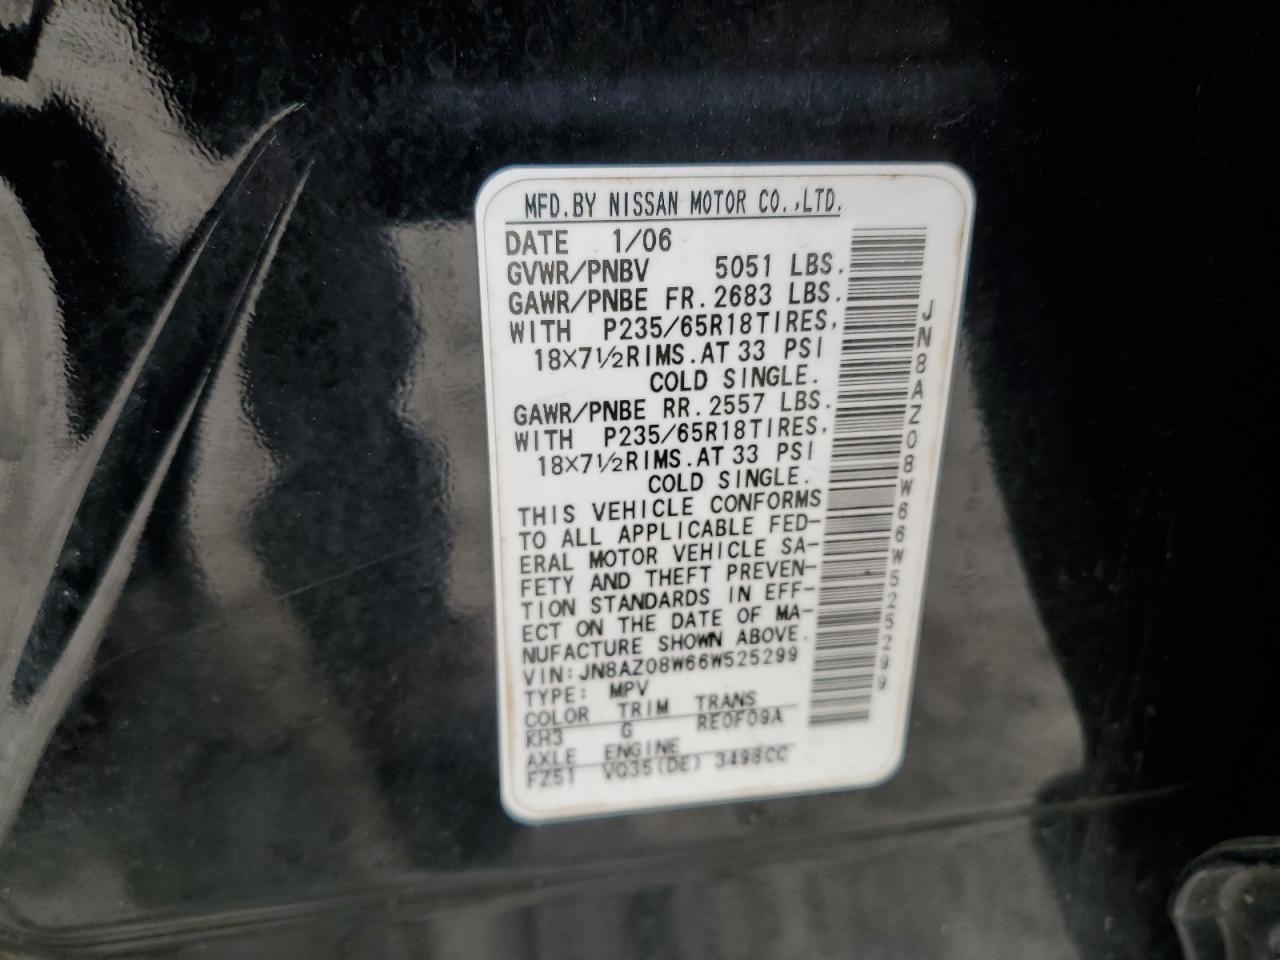 MFD.BY NISSAN MOTOR CO.,LTD.
DATE 1/06
GVWR/PNBV 5051 LBS.
GAWR/PNBE FR.2683 LBS.
WITH P235/65R18TIRES,
18×7½RIMS.AT 33 PSI
COLD SINGLE.
GAWR/PNBE RR.2557 LBS.
WITH P235/65R18TIRES,
18×7½RIMS.AT 33 PSI
COLD SINGLE.
THIS VEHICLE CONFORMS
TO ALL APPLICABLE FED-
ERAL MOTOR VEHICLE SA-
FETY AND THEFT PREVEN-
TION STANDARDS IN EFF-
ECT ON THE DATE OF MA-
NUFACTURE SHOWN ABOVE.
VIN:JN8AZ08W66W525299
TYPE: MPV
COLOR TRIM TRANS
KH3 G RE0F09A
AXLE ENGINE
FZ51 VQ35(DE) 3498CC
JN8AZ08W66W525299